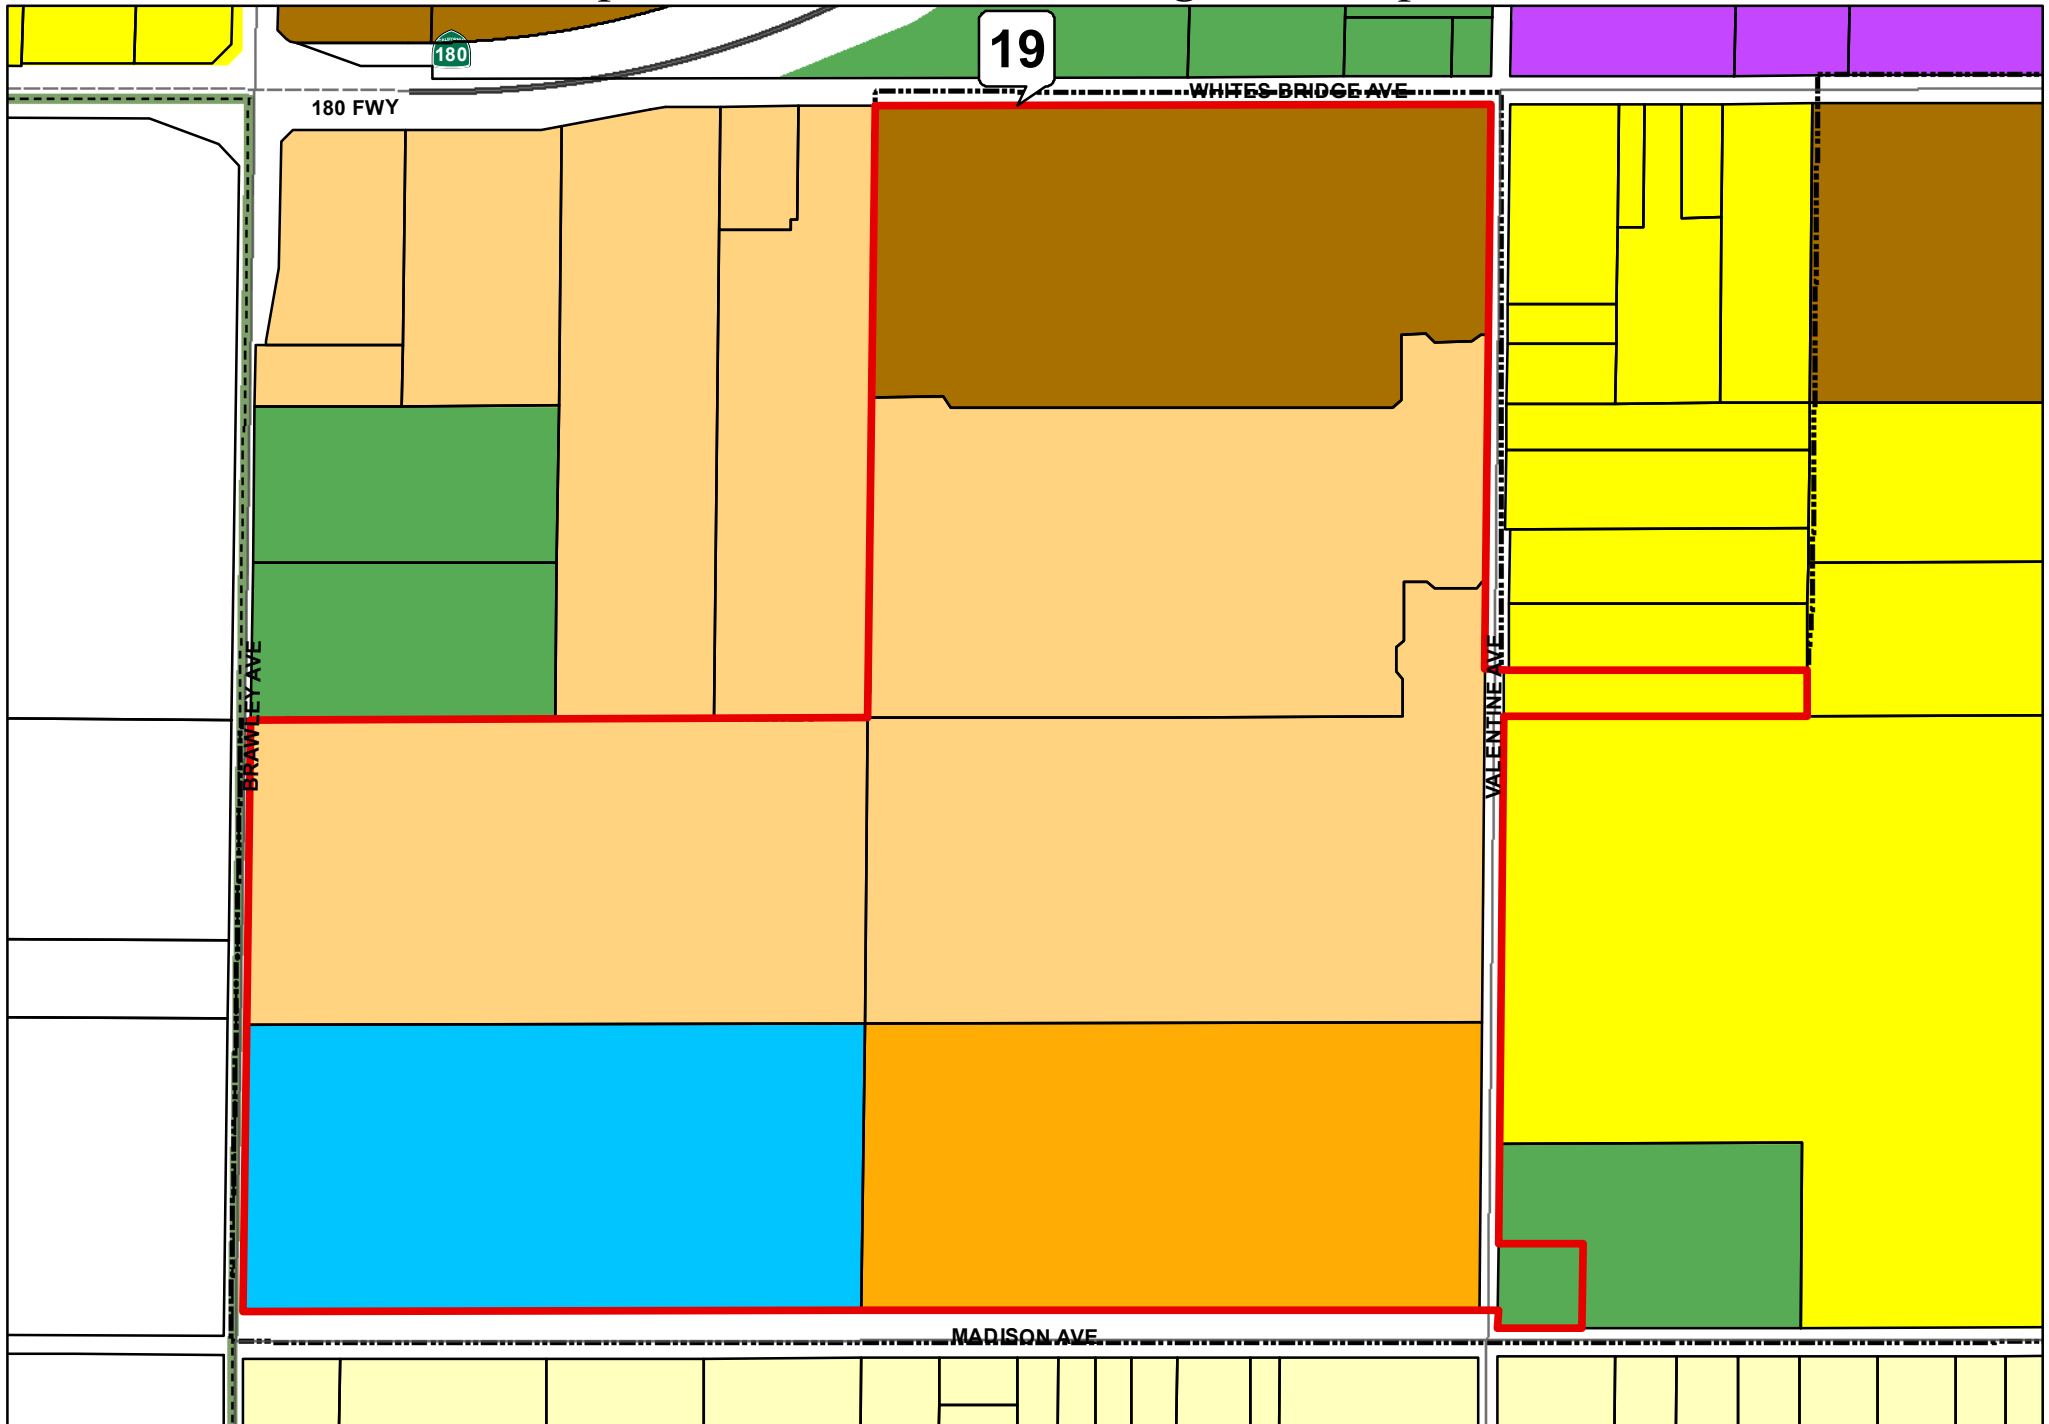 19
180
WHITES BRIDGE AVE
180 FWY
BRAWLEY AVE
VALENTINE AVE
MADISON AVE